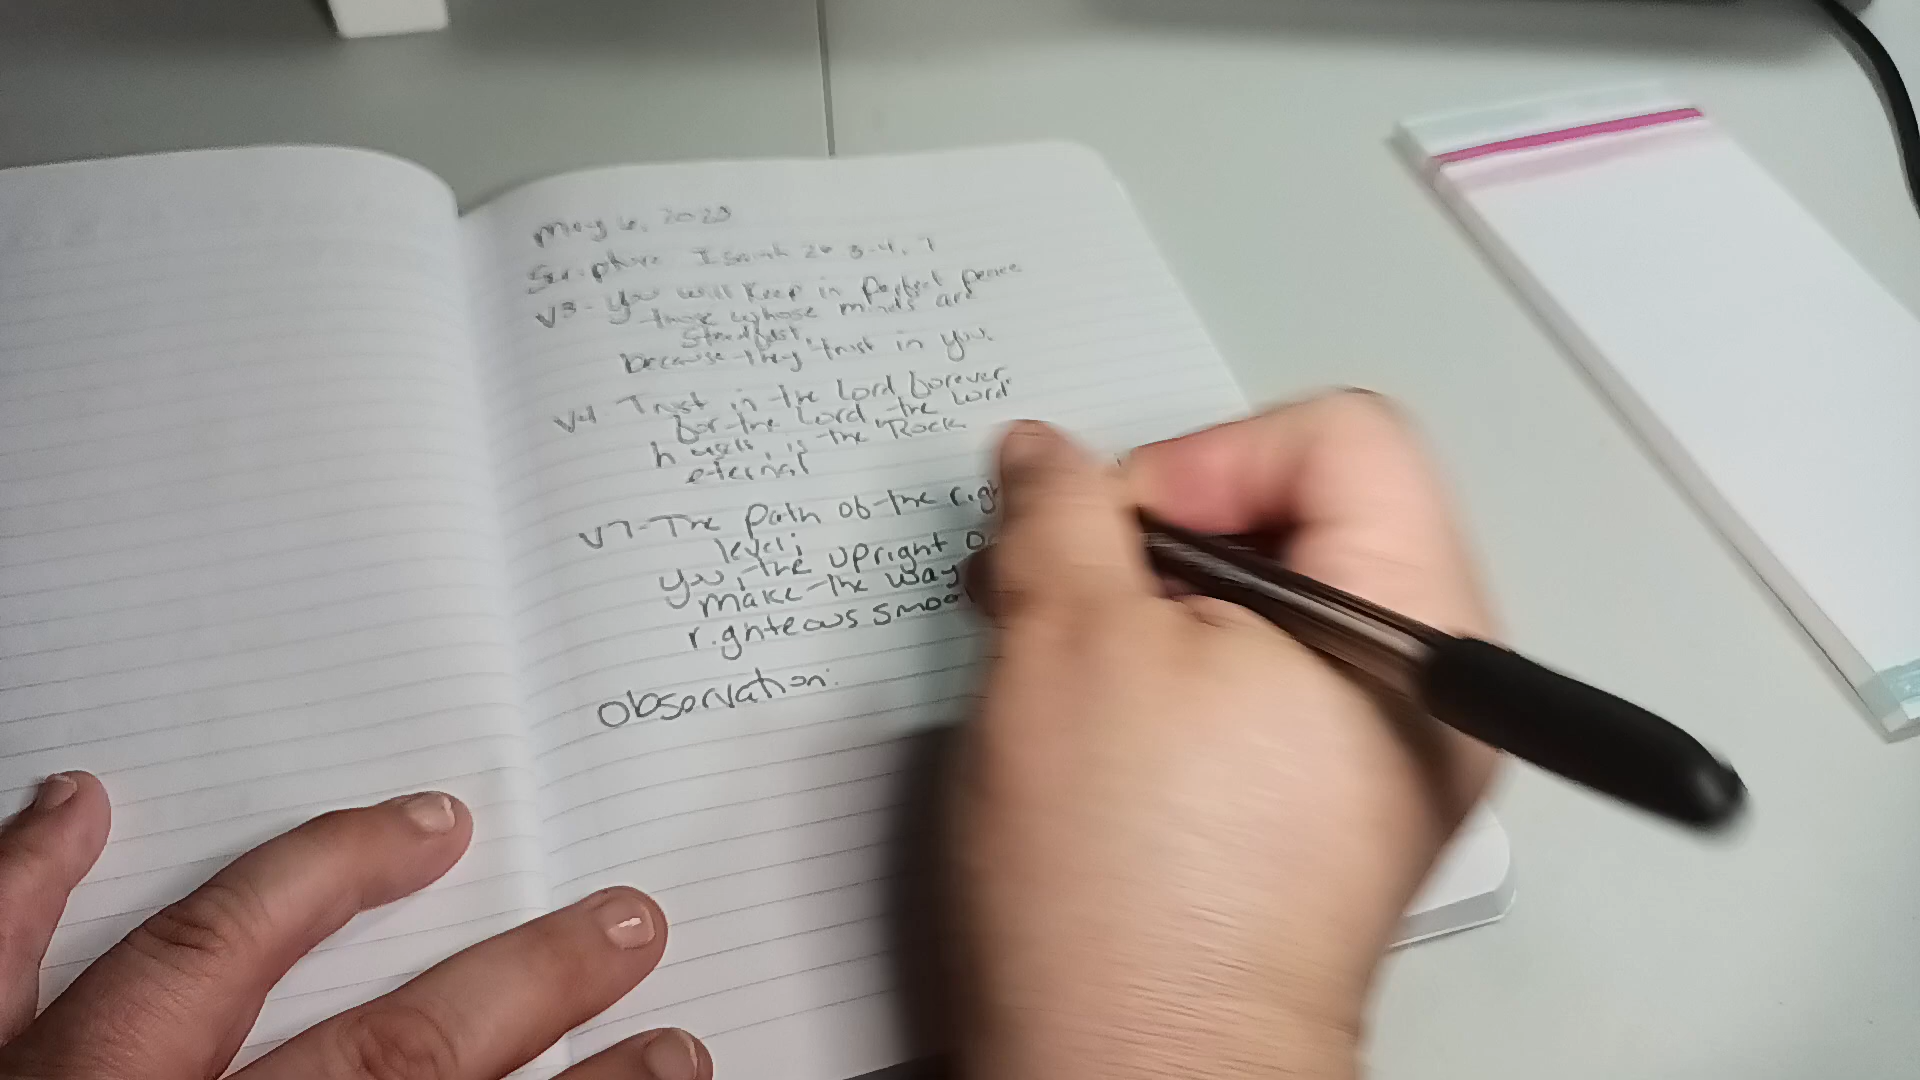 May 6, 2025
Scripture Isaiah 26 3-4, 7
V3 - You will keep in perfect peace
those whose minds are
steadfast,
because they trust in you.
V4 - Trust in the Lord forever,
for the Lord, the Lord
himself, is the Rock
eternal
V7 - The path of the
level;
you, the upright
make the way
righteous
Observation: